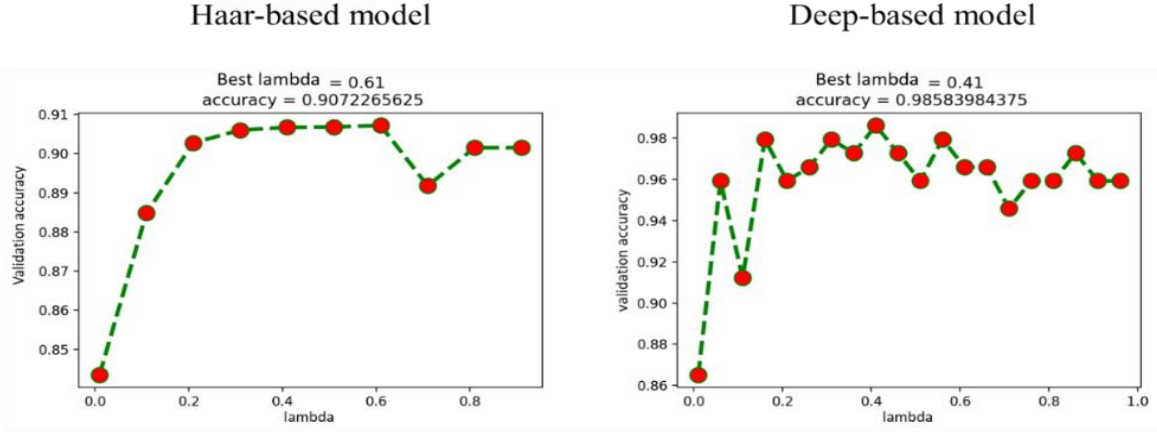 Haar-based model
Best lambda = 0.61
accuracy = 0.9072265625
Validation accuracy
0.91
0.90
0.89
0.88
0.87
0.86
0.85
0.0 0.2 0.4 0.6 0.8
lambda
Deep-based model
Best lambda = 0.41
accuracy = 0.98583984375
validation accuracy
0.98
0.96
0.94
0.92
0.90
0.88
0.86
0.0 0.2 0.4 0.6 0.8 1.0
lambda